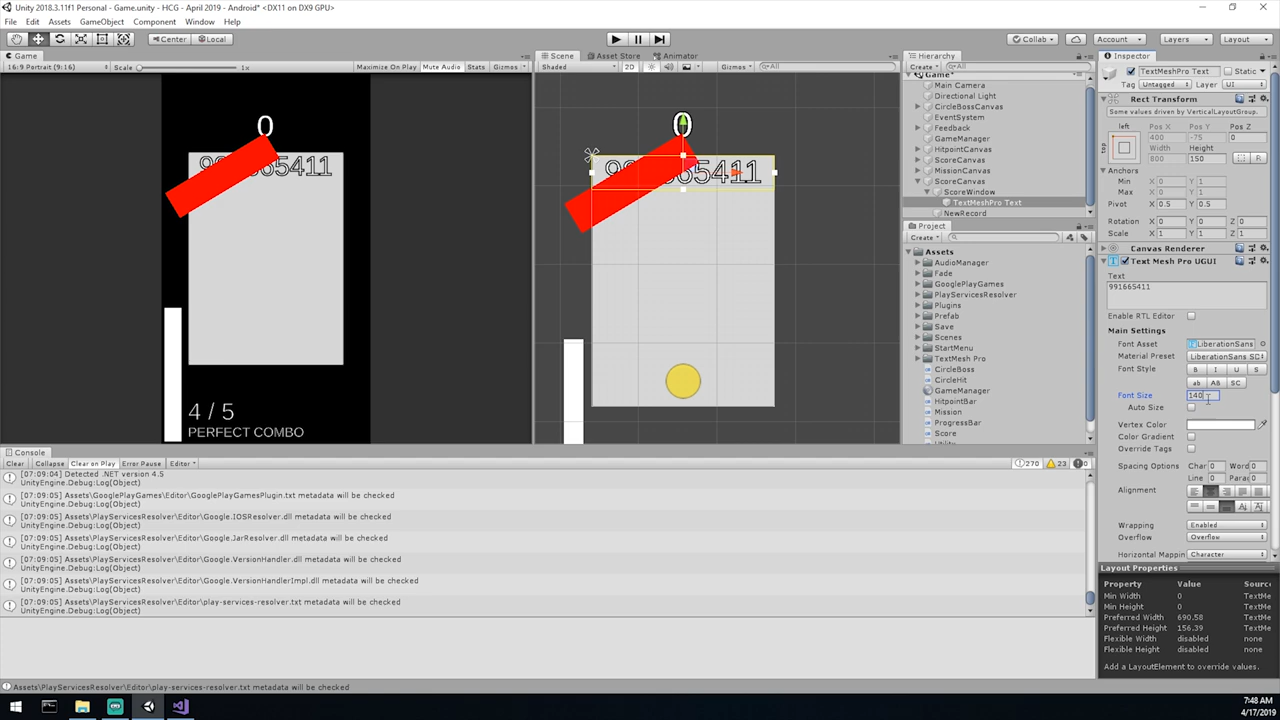 Unity 2018.3.11f1 Personal - Game.unity - HCG - April 2019 - Android* <DX11 on DX9 GPU>
File Edit Assets GameObject Component Window Help
Center Local Collab Account Layers Layout
Game
16:9 Portrait (9:16) Scale 1x Maximize On Play Mute Audio Stats Gizmos
0
4 / 5
PERFECT COMBO
Scene Asset Store Animator
Shaded 2D Gizmos All
0
Hierarchy
Create All
Game*
Main Camera
Directional Light
CircleBossCanvas
EventSystem
Feedback
GameManager
HitpointCanvas
ScoreCanvas
MissionCanvas
ScoreCanvas
ScoreWindow
TextMeshPro Text
NewRecord
Project
Create
Assets
AudioManager
Fade
GooglePlayGames
PlayServicesResolver
Plugins
Prefab
Save
Scenes
StartMenu
TextMesh Pro
CircleBoss
CircleHit
GameManager
HitpointBar
Mission
ProgressBar
Score
Inspector
TextMeshPro Text Static
Tag Untagged Layer UI
Rect Transform
Some values driven by VerticalLayoutGroup.
left Pos X Pos Y Pos Z
top 400 -75 0
Width Height
800 150 R
Anchors
Min X 0 Y 1
Max X 0 Y 1
Pivot X 0.5 Y 0.5
Rotation X 0 Y 0 Z 0
Scale X 1 Y 1 Z 1
Canvas Renderer
Text Mesh Pro UGUI
Text
991665411
Enable RTL Editor
Main Settings
Font Asset LiberationSans
Material Preset LiberationSans SD
Font Style B I U S
ab AB SC
Font Size 140
Auto Size
Vertex Color
Color Gradient
Override Tags
Spacing Options Char 0 Word 0
Line 0 Para 0
Alignment
Wrapping Enabled
Overflow Overflow
Horizontal Mappin Character
Layout Properties
Property Value Source
Min Width 0 TextMe
Min Height 0 TextMe
Preferred Width 690.58 TextMe
Preferred Height 156.39 TextMe
Flexible Width disabled none
Flexible Height disabled none
Add a LayoutElement to override values.
Console
Clear Collapse Clear on Play Error Pause Editor 270 23 0
[07:09:04] Detected .NET version 4.5
UnityEngine.Debug:Log(Object)
[07:09:05] Assets\GooglePlayGames\Editor\GooglePlayGamesPlugin.txt metadata will be checked
UnityEngine.Debug:Log(Object)
[07:09:05] Assets\PlayServicesResolver\Editor\Google.IOSResolver.dll metadata will be checked
UnityEngine.Debug:Log(Object)
[07:09:05] Assets\PlayServicesResolver\Editor\Google.JarResolver.dll metadata will be checked
UnityEngine.Debug:Log(Object)
[07:09:05] Assets\PlayServicesResolver\Editor\Google.VersionHandler.dll metadata will be checked
UnityEngine.Debug:Log(Object)
[07:09:05] Assets\PlayServicesResolver\Editor\Google.VersionHandlerImpl.dll metadata will be checked
UnityEngine.Debug:Log(Object)
[07:09:05] Assets\PlayServicesResolver\Editor\play-services-resolver.txt metadata will be checked
UnityEngine.Debug:Log(Object)
Assets\PlayServicesResolver\Editor\play-services-resolver.txt metadata will be checked
7:48 AM
4/17/2019